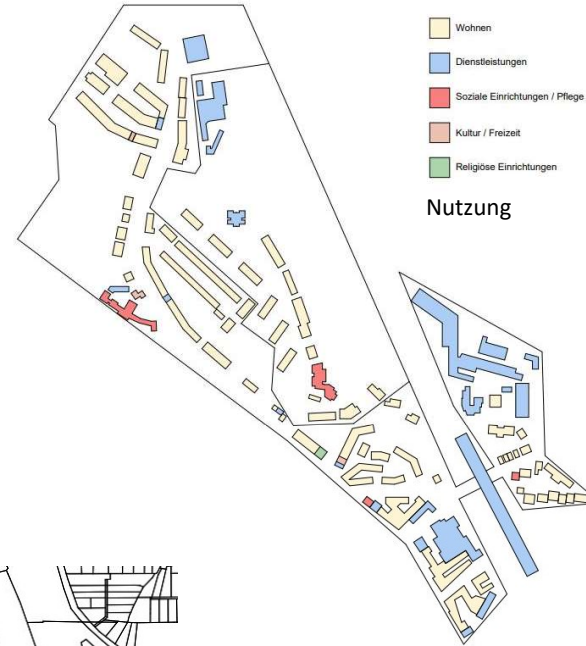 Wohnen
Dienstleistungen
Soziale Einrichtungen / Pflege
Kultur / Freizeit
Religiöse Einrichtungen
Nutzung